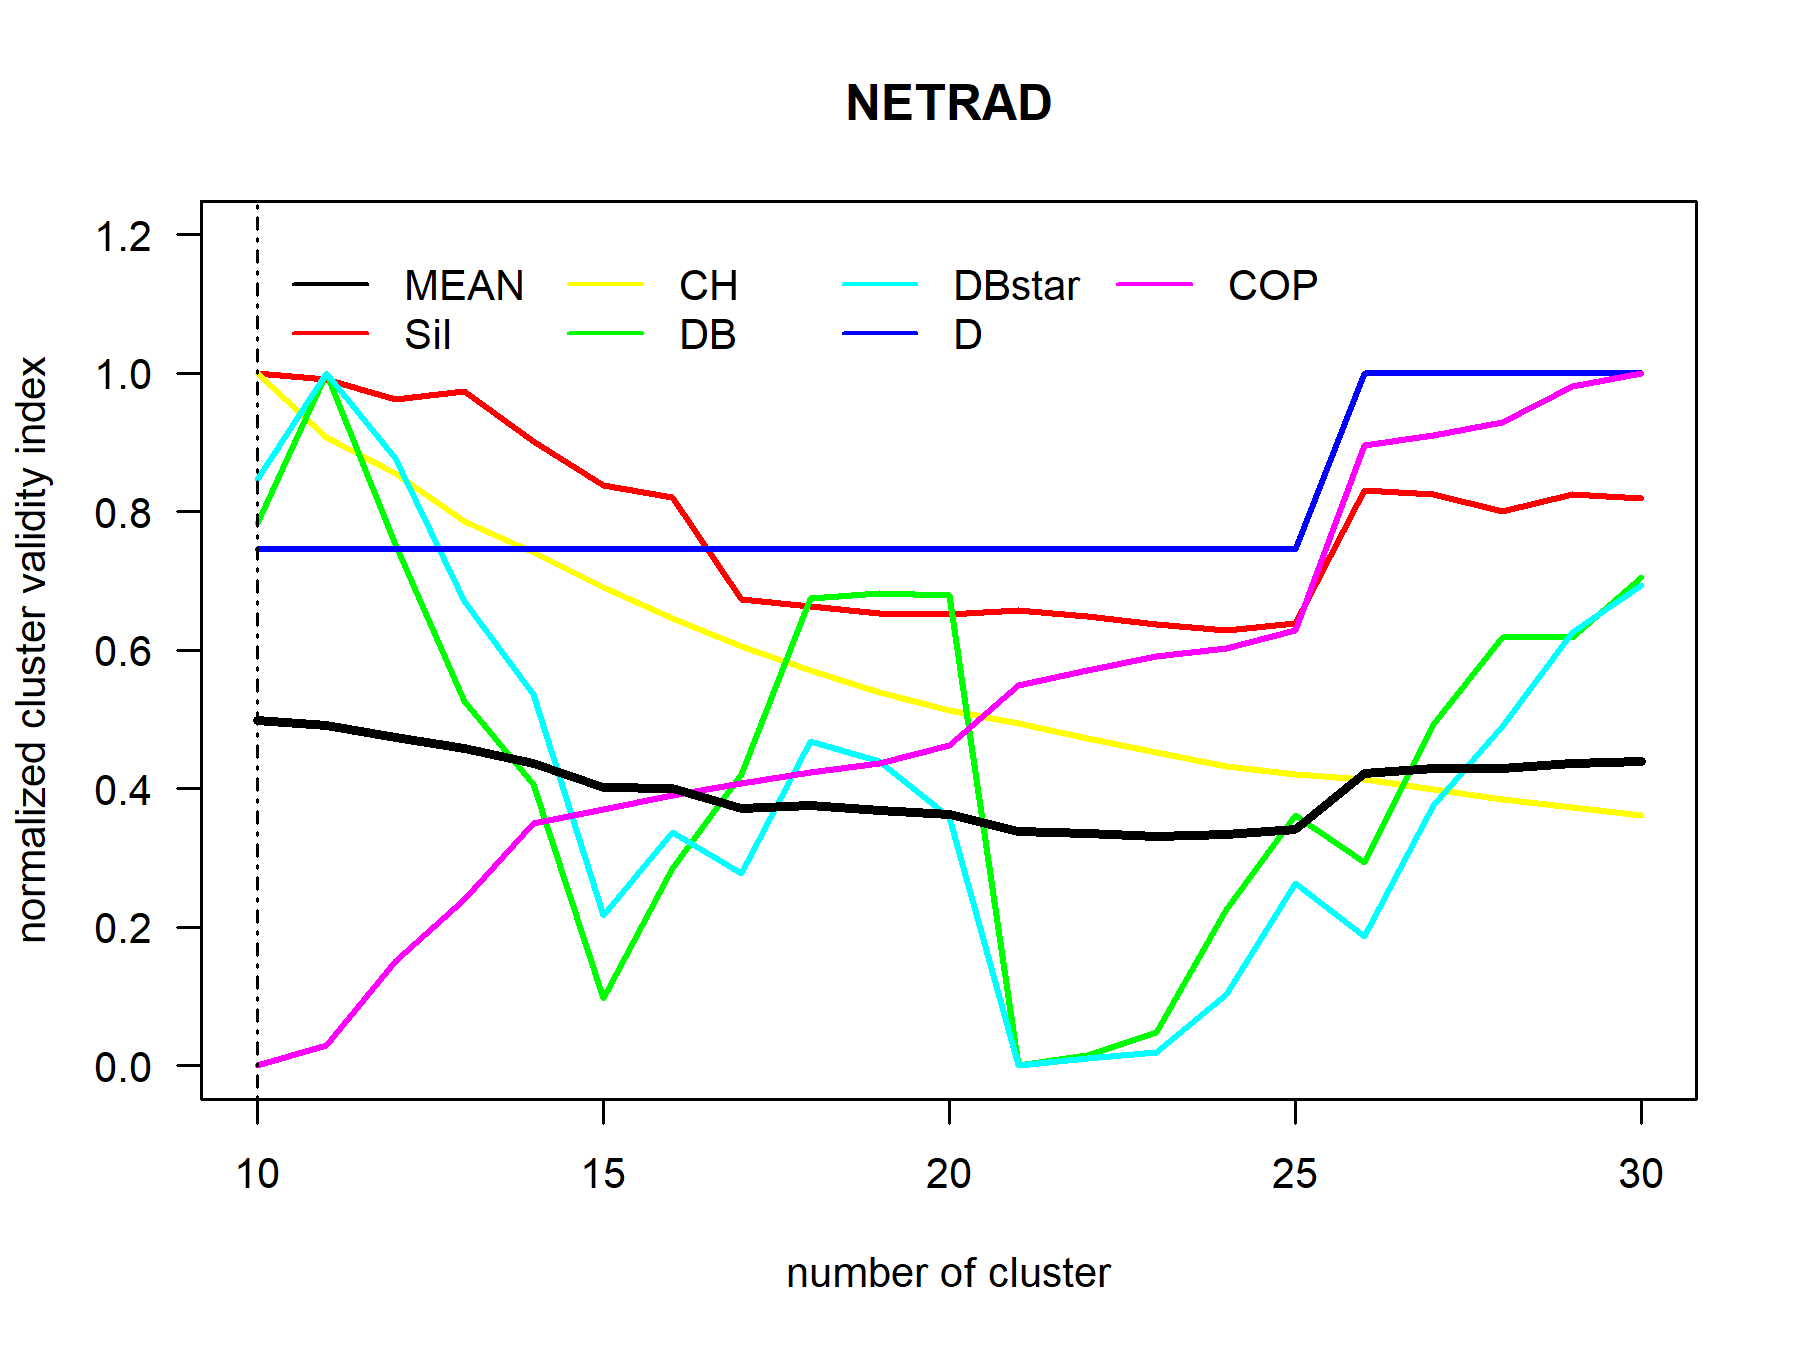 NETRAD
normalized cluster validity index
1.2
1.0
0.8
0.6
0.4
0.2
0.0
MEAN CH DBstar COP
Sil DB D
10 15 20 25 30
number of cluster